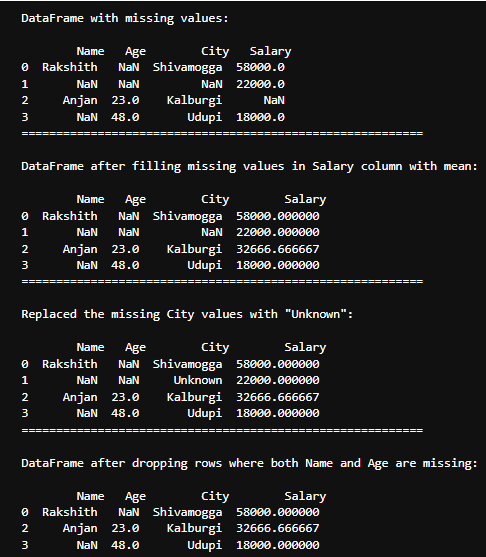 DataFrame with missing values:
       Name   Age        City   Salary
0  Rakshith   NaN  Shivamogga  58000.0
1       NaN   NaN         NaN  22000.0
2     Anjan  23.0    Kalburgi      NaN
3       NaN  48.0       Udupi  18000.0
==========================================================
DataFrame after filling missing values in Salary column with mean:
       Name   Age        City        Salary
0  Rakshith   NaN  Shivamogga  58000.000000
1       NaN   NaN         NaN  22000.000000
2     Anjan  23.0    Kalburgi  32666.666667
3       NaN  48.0       Udupi  18000.000000
==========================================================
Replaced the missing City values with "Unknown":
       Name   Age        City        Salary
0  Rakshith   NaN  Shivamogga  58000.000000
1       NaN   NaN     Unknown  22000.000000
2     Anjan  23.0    Kalburgi  32666.666667
3       NaN  48.0       Udupi  18000.000000
==========================================================
DataFrame after dropping rows where both Name and Age are missing:
       Name   Age        City        Salary
0  Rakshith   NaN  Shivamogga  58000.000000
2     Anjan  23.0    Kalburgi  32666.666667
3       NaN  48.0       Udupi  18000.000000